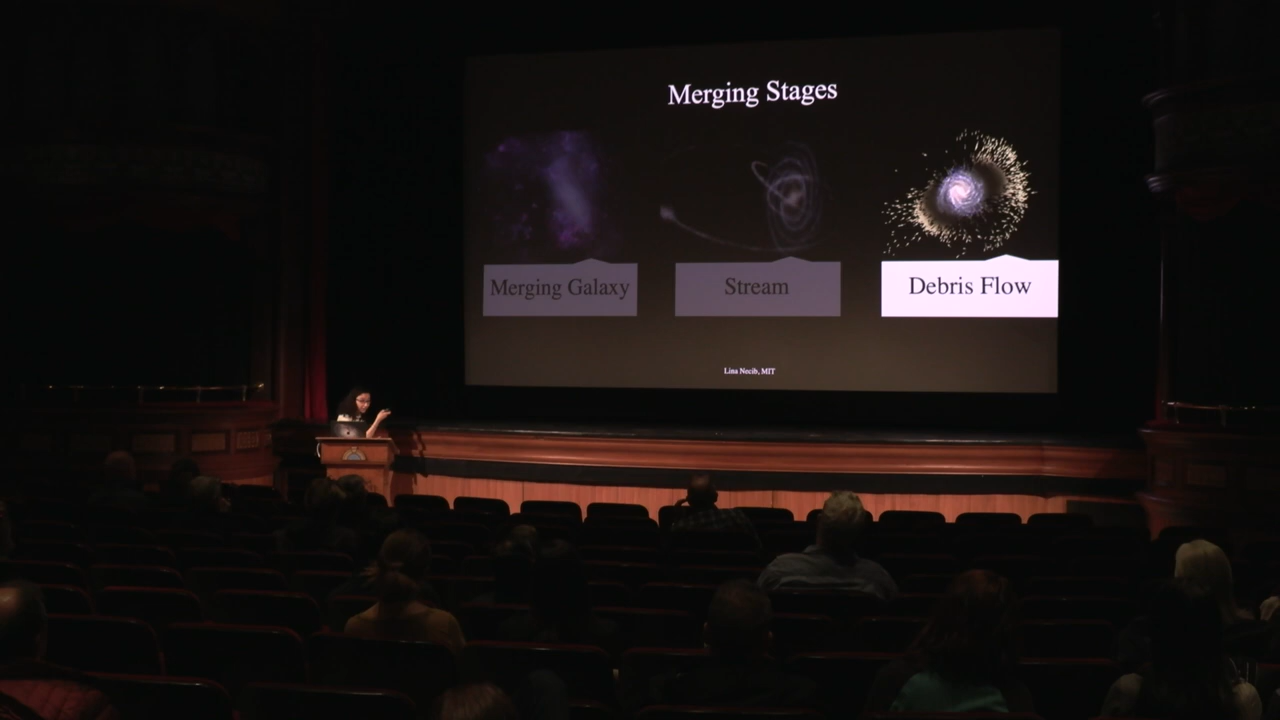 Merging Stages
Merging Galaxy
Stream
Debris Flow
Lina Necib, MIT